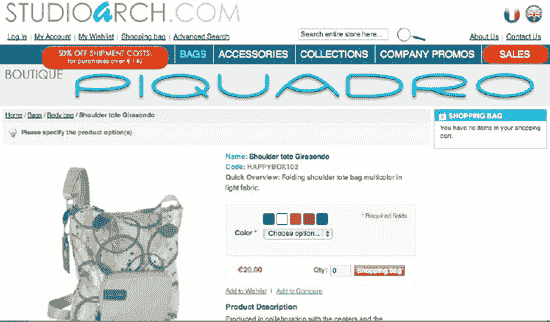 STUDIOARCH.COM
Log In | My Account | My Wishlist | Shopping bag | Advanced Search
Search entire store here...
About Us | Contact Us
50% OFF SHIPMENT COSTS:
for purchases over €
BAGS
ACCESSORIES
COLLECTIONS
COMPANY PROMOS
SALES
BOUTIQUE
PIQUADRO
Home / Bags / Body bag / Shoulder tote Girasondo
SHOPPING BAG
You have no items in your shopping
cart.
Please specify the product option(s)
Name: Shoulder tote Girasondo
Code: HAPPYBOX102
Quick Overview: Folding shoulder tote bag multicolor in
light fabric.
* Required fields
Color * Choose option...
€20.00
Qty: 0
Shopping bag
Add to Wishlist | Add to Compare
Product Description
Produced in collaboration with the centers and the